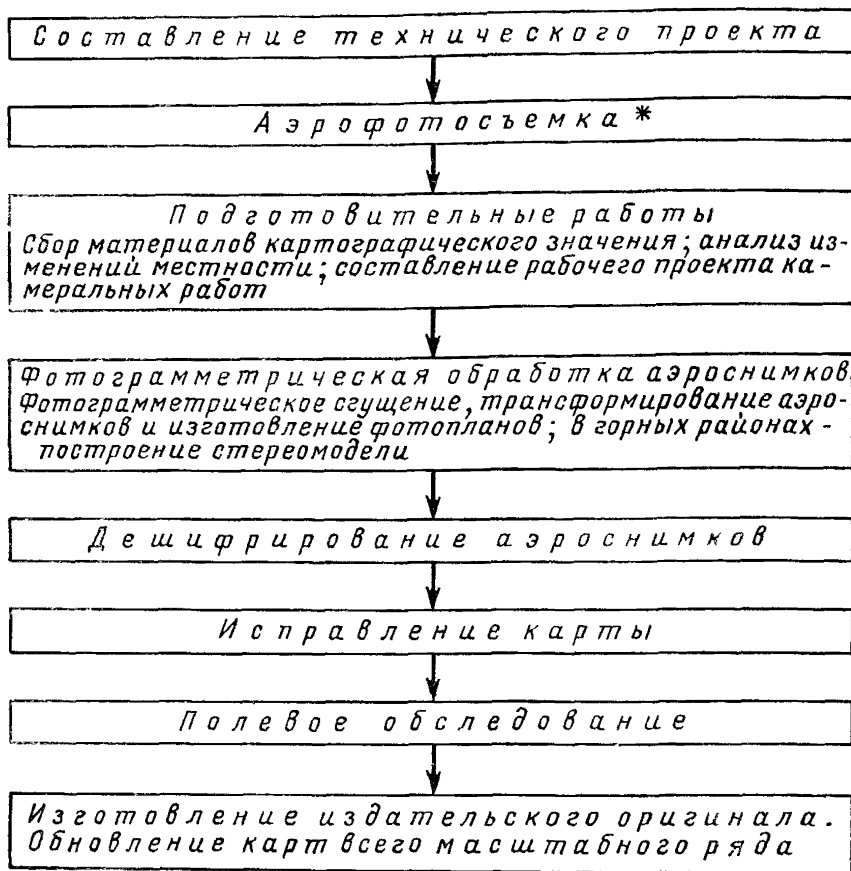 Составление технического проекта
Аэрофотосъемка*
Подготовительные работы
Сбор материалов картографического значения; анализ из-
менений местности; составление рабочего проекта ка-
меральных работ
Фотограмметрическая обработка аэроснимков.
Фотограмметрическое сгущение, трансформирование аэро-
снимков и изготовление фотопланов; в горных районах -
построение стереомодели
Дешифрирование аэроснимков
Исправление карты
Полевое обследование
Изготовление издательского оригинала.
Обновление карт всего масштабного ряда